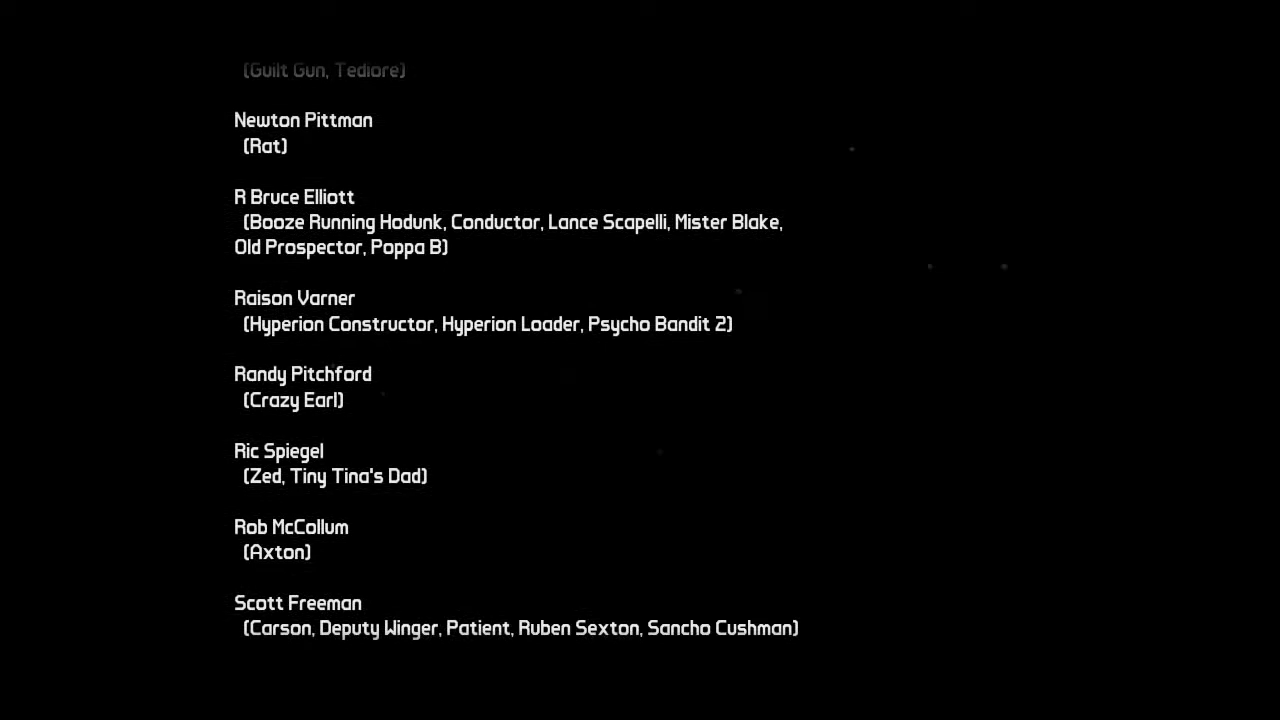 (Guilt Gun, Tediore)
Newton Pittman
(Rat)
R Bruce Elliott
(Booze Running Hodunk, Conductor, Lance Scapelli, Mister Blake,
Old Prospector, Poppa B)
Raison Varner
(Hyperion Constructor, Hyperion Loader, Psycho Bandit 2)
Randy Pitchford
(Crazy Earl)
Ric Spiegel
(Zed, Tiny Tina's Dad)
Rob McCollum
(Axton)
Scott Freeman
(Carson, Deputy Winger, Patient, Ruben Sexton, Sancho Cushman)